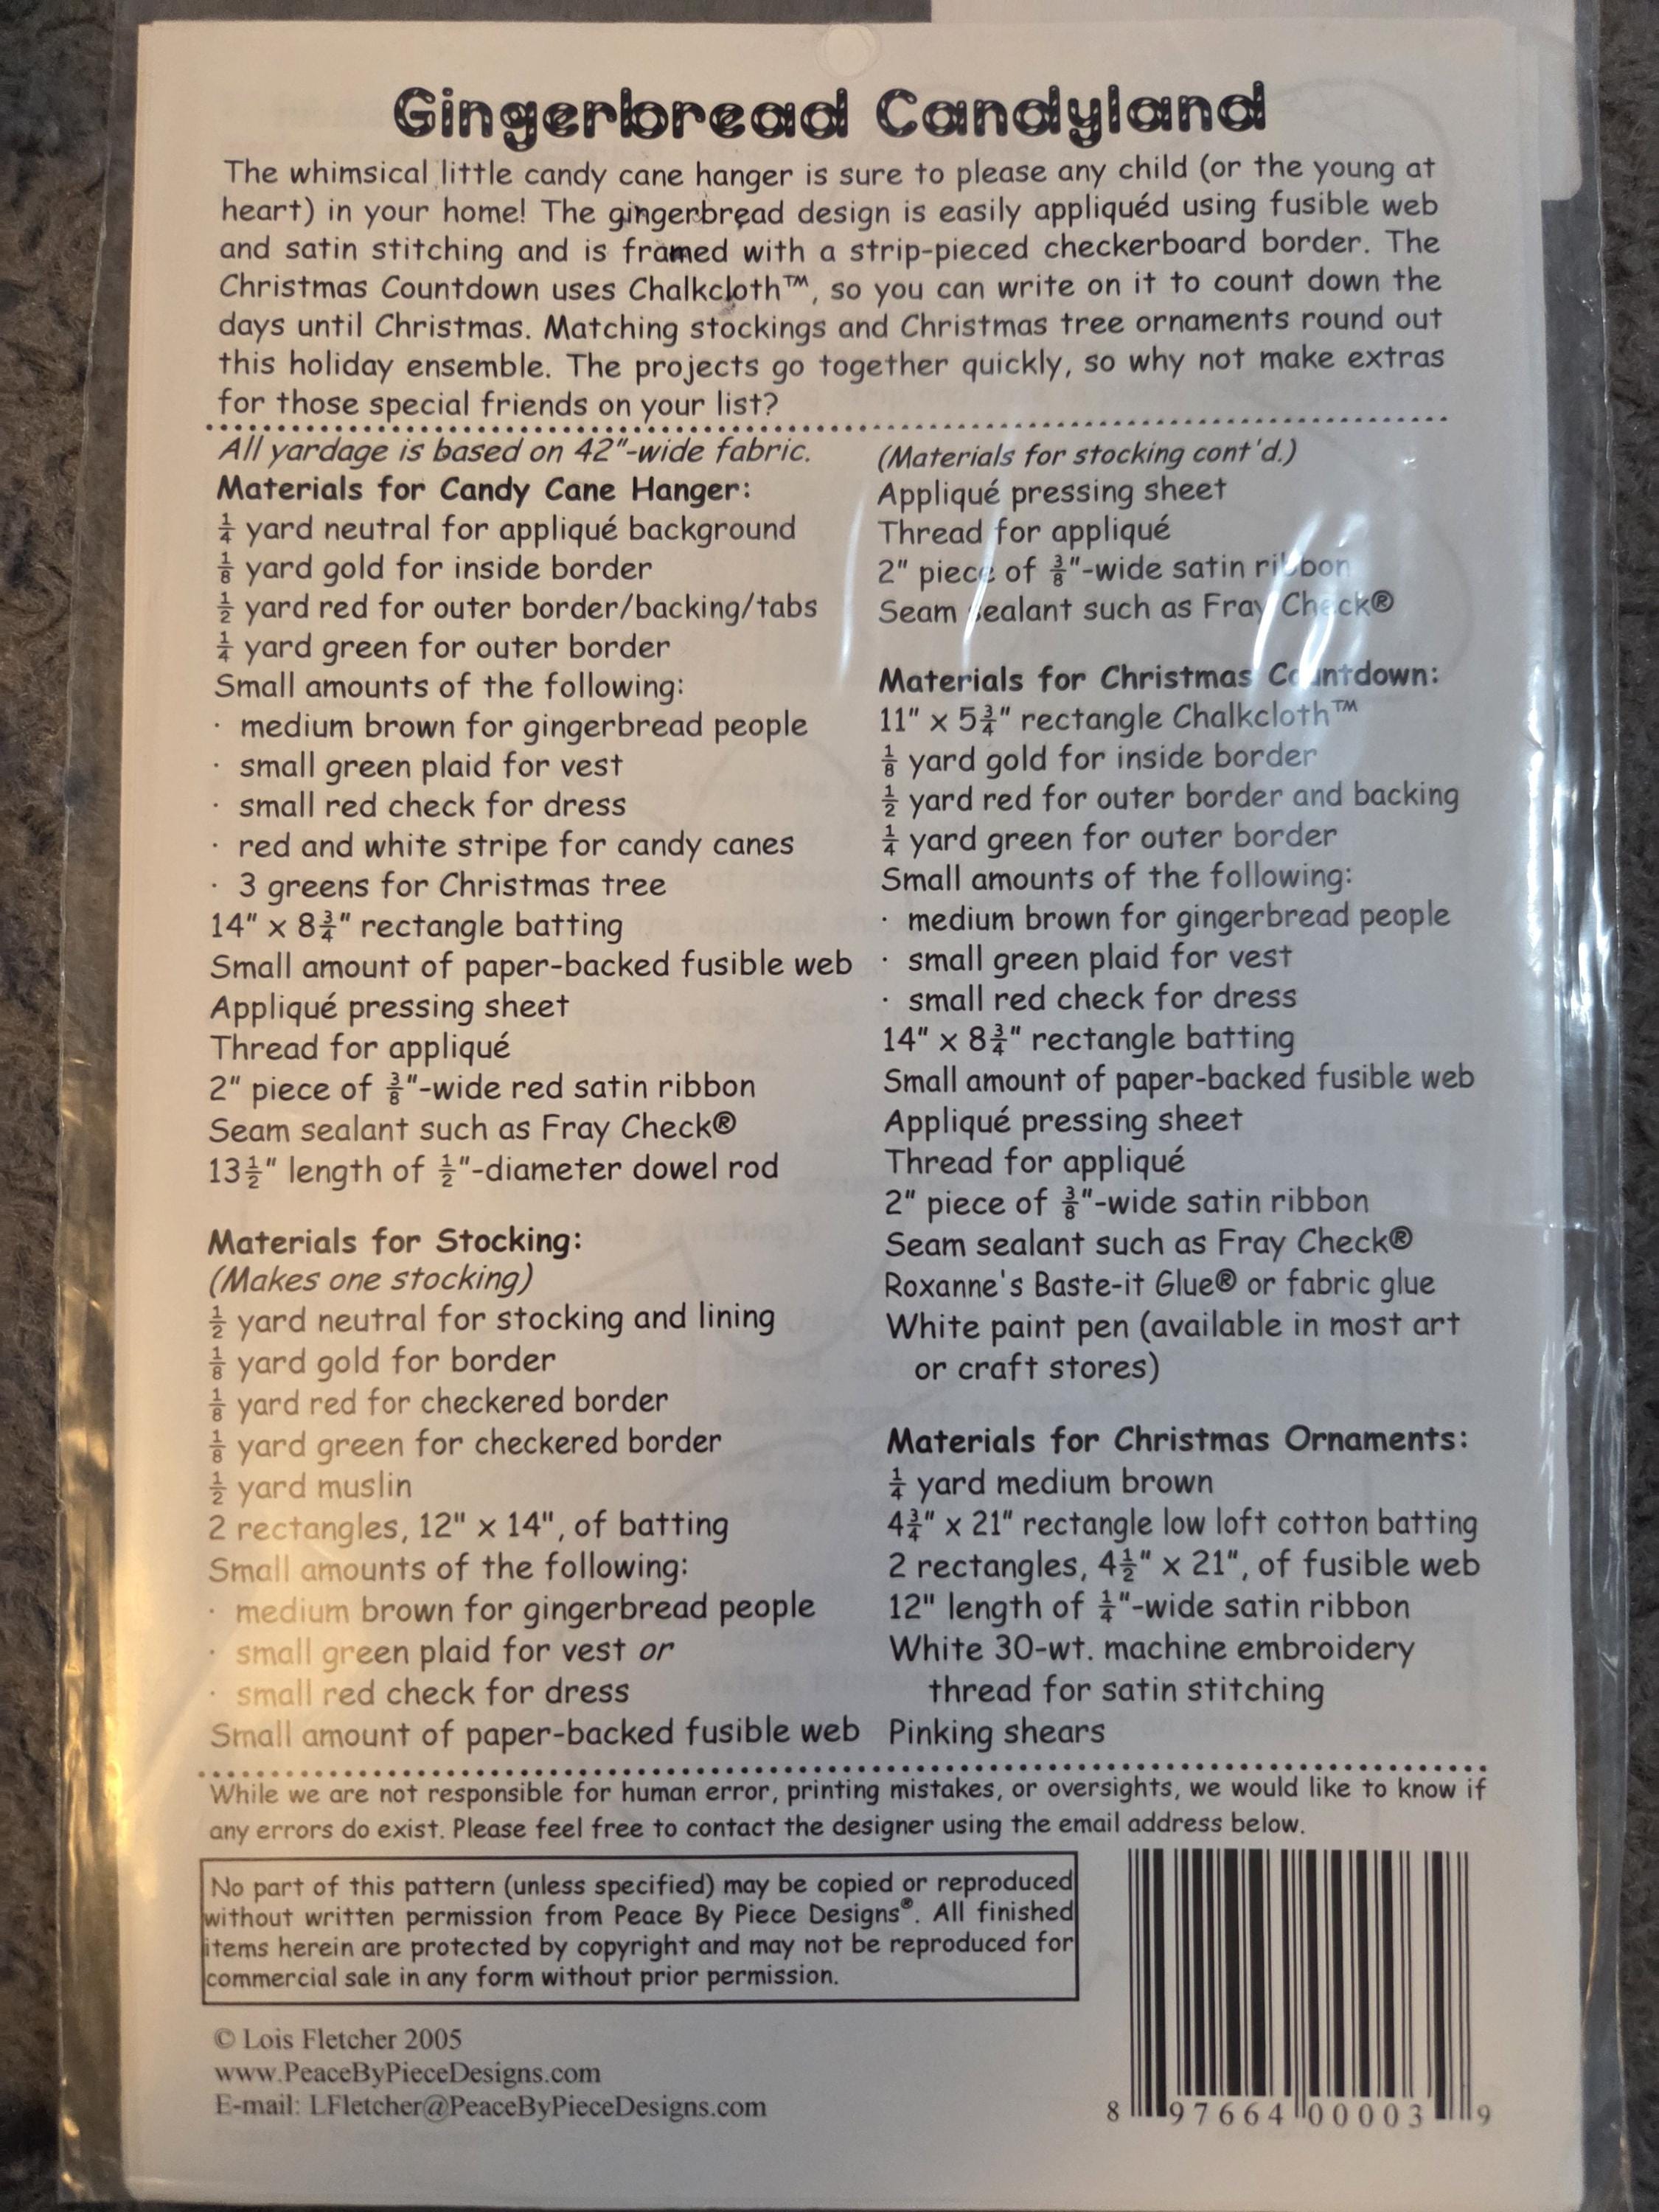 Gingerbread Candyland
The whimsical little candy cane hanger is sure to please any child (or the young at
heart) in your home! The gingerbread design is easily appliquéd using fusible web
and satin stitching and is framed with a strip-pieced checkerboard border. The
Christmas Countdown uses Chalkcloth™, so you can write on it to count down the
days until Christmas. Matching stockings and Christmas tree ornaments round out
this holiday ensemble. The projects go together quickly, so why not make extras
for those special friends on your list?
All yardage is based on 42"-wide fabric.
Materials for Candy Cane Hanger:
¼ yard neutral for appliqué background
⅛ yard gold for inside border
½ yard red for outer border/backing/tabs
¼ yard green for outer border
Small amounts of the following:
· medium brown for gingerbread people
· small green plaid for vest
· small red check for dress
· red and white stripe for candy canes
· 3 greens for Christmas tree
14" x 8¾" rectangle batting
Small amount of paper-backed fusible web
Appliqué pressing sheet
Thread for appliqué
2" piece of ⅜"-wide red satin ribbon
Seam sealant such as Fray Check®
13½" length of ½"-diameter dowel rod
Materials for Stocking:
(Makes one stocking)
½ yard neutral for stocking and lining
⅛ yard gold for border
⅛ yard red for checkered border
⅛ yard green for checkered border
½ yard muslin
2 rectangles, 12" x 14", of batting
Small amounts of the following:
· medium brown for gingerbread people
· small green plaid for vest or
· small red check for dress
Small amount of paper-backed fusible web
(Materials for stocking cont'd.)
Appliqué pressing sheet
Thread for appliqué
2" piece of ⅜"-wide satin ribbon
Seam sealant such as Fray Check®
Materials for Christmas Countdown:
11" x 5¾" rectangle Chalkcloth™
⅛ yard gold for inside border
½ yard red for outer border and backing
¼ yard green for outer border
Small amounts of the following:
· medium brown for gingerbread people
· small green plaid for vest
· small red check for dress
14" x 8¾" rectangle batting
Small amount of paper-backed fusible web
Appliqué pressing sheet
Thread for appliqué
2" piece of ⅜"-wide satin ribbon
Seam sealant such as Fray Check®
Roxanne's Baste-it Glue® or fabric glue
White paint pen (available in most art
or craft stores)
Materials for Christmas Ornaments:
¼ yard medium brown
4¾" x 21" rectangle low loft cotton batting
2 rectangles, 4½" x 21", of fusible web
12" length of ¼"-wide satin ribbon
White 30-wt. machine embroidery
thread for satin stitching
Pinking shears
While we are not responsible for human error, printing mistakes, or oversights, we would like to know if
any errors do exist. Please feel free to contact the designer using the email address below.
No part of this pattern (unless specified) may be copied or reproduced
without written permission from Peace By Piece Designs®. All finished
items herein are protected by copyright and may not be reproduced for
commercial sale in any form without prior permission.
© Lois Fletcher 2005
www.PeaceByPieceDesigns.com
E-mail: LFletcher@PeaceByPieceDesigns.com
8 97664 00003 9